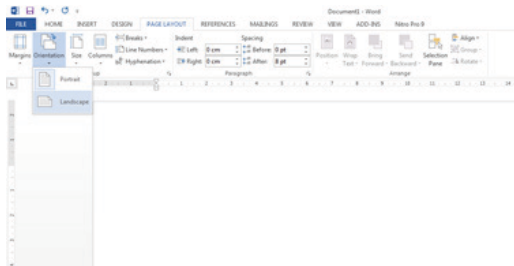 Document1 - Word
FILE HOME INSERT DESIGN PAGE LAYOUT REFERENCES MAILINGS REVIEW VIEW ADD-INS Nitro Pro 9
Breaks Indent Spacing Align
Line Numbers Left: 0 cm Before: 0 pt Group
Margins Orientation Size Columns Hyphenation Right: 0 cm After: 8 pt Position Wrap Text Bring Forward Send Backward Selection Pane Rotate
Paragraph Arrange
Portrait
Landscape